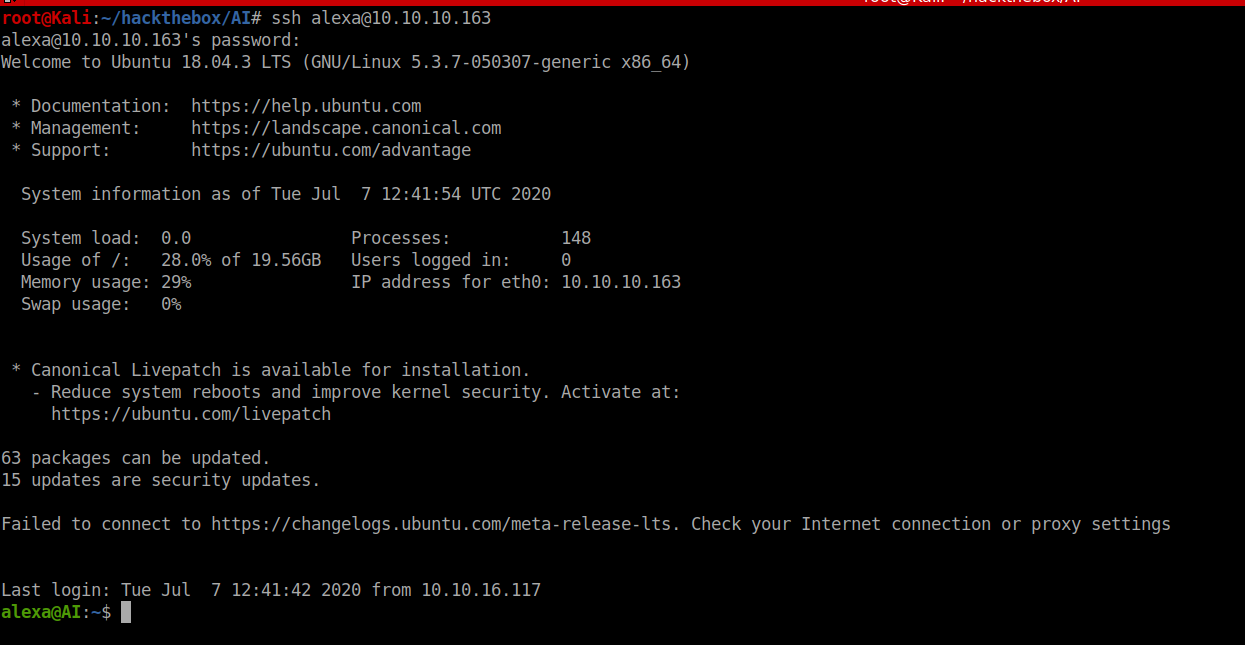 root@Kali:~/hackthebox/AI# ssh alexa@10.10.10.163
alexa@10.10.10.163's password:
Welcome to Ubuntu 18.04.3 LTS (GNU/Linux 5.3.7-050307-generic x86_64)

 * Documentation:  https://help.ubuntu.com
 * Management:     https://landscape.canonical.com
 * Support:        https://ubuntu.com/advantage

  System information as of Tue Jul  7 12:41:54 UTC 2020

  System load:  0.0                Processes:           148
  Usage of /:   28.0% of 19.56GB   Users logged in:     0
  Memory usage: 29%                IP address for eth0: 10.10.10.163
  Swap usage:   0%

 * Canonical Livepatch is available for installation.
   - Reduce system reboots and improve kernel security. Activate at:
     https://ubuntu.com/livepatch

63 packages can be updated.
15 updates are security updates.

Failed to connect to https://changelogs.ubuntu.com/meta-release-lts. Check your Internet connection or proxy settings

Last login: Tue Jul  7 12:41:42 2020 from 10.10.16.117
alexa@AI:~$